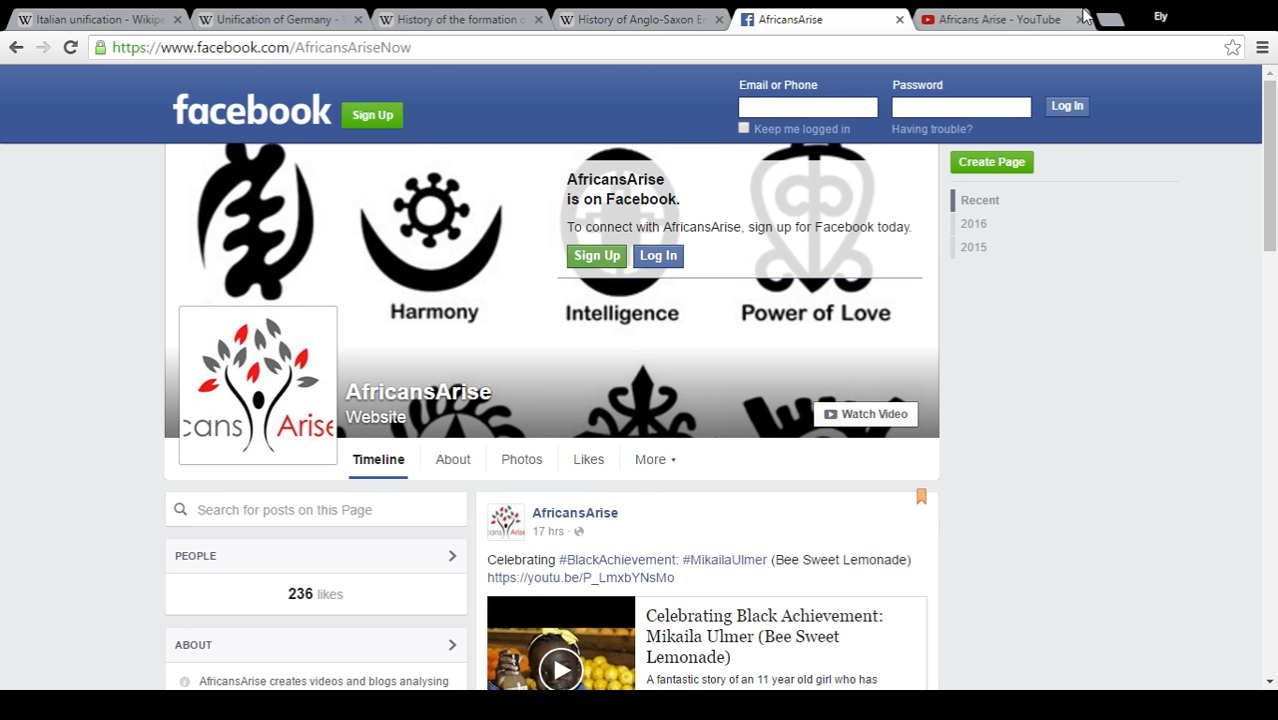 Italian unification - Wikipe
Unification of Germany -
History of the formation o
History of Anglo-Saxon E
AfricansArise
Africans Arise - YouTube
Ely
https://www.facebook.com/AfricansAriseNow
facebook
Sign Up
Email or Phone
Password
Log In
Keep me logged in
Having trouble?
AfricansArise
is on Facebook.
To connect with AfricansArise, sign up for Facebook today.
Sign Up
Log In
Harmony
Intelligence
Power of Love
Create Page
Recent
2016
2015
cans Arise
AfricansArise
Website
Watch Video
Timeline
About
Photos
Likes
More
Search for posts on this Page
PEOPLE
236 likes
ABOUT
AfricansArise creates videos and blogs analysing
cans Arise
AfricansArise
17 hrs ·
Celebrating #BlackAchievement: #MikailaUlmer (Bee Sweet Lemonade)
https://youtu.be/P_LmxbYNsMo
Celebrating Black Achievement:
Mikaila Ulmer (Bee Sweet
Lemonade)
A fantastic story of an 11 year old girl who has